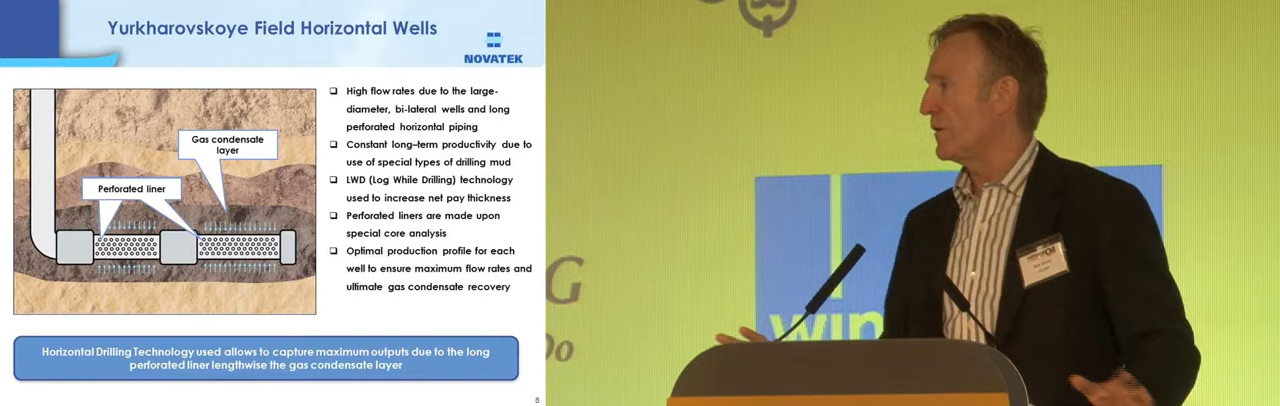 Yurkharovskoye Field Horizontal Wells
NOVATEK
Gas condensate
layer
Perforated liner
❑ High flow rates due to the large-
diameter, bi-lateral wells and long
perforated horizontal piping
❑ Constant long–term productivity due to
use of special types of drilling mud
❑ LWD (Log While Drilling) technology
used to increase net pay thickness
❑ Perforated liners are made upon
special core analysis
❑ Optimal production profile for each
well to ensure maximum flow rates and
ultimate gas condensate recovery
Horizontal Drilling Technology used allows to capture maximum outputs due to the long
perforated liner lengthwise the gas condensate layer
8
G
Do
win